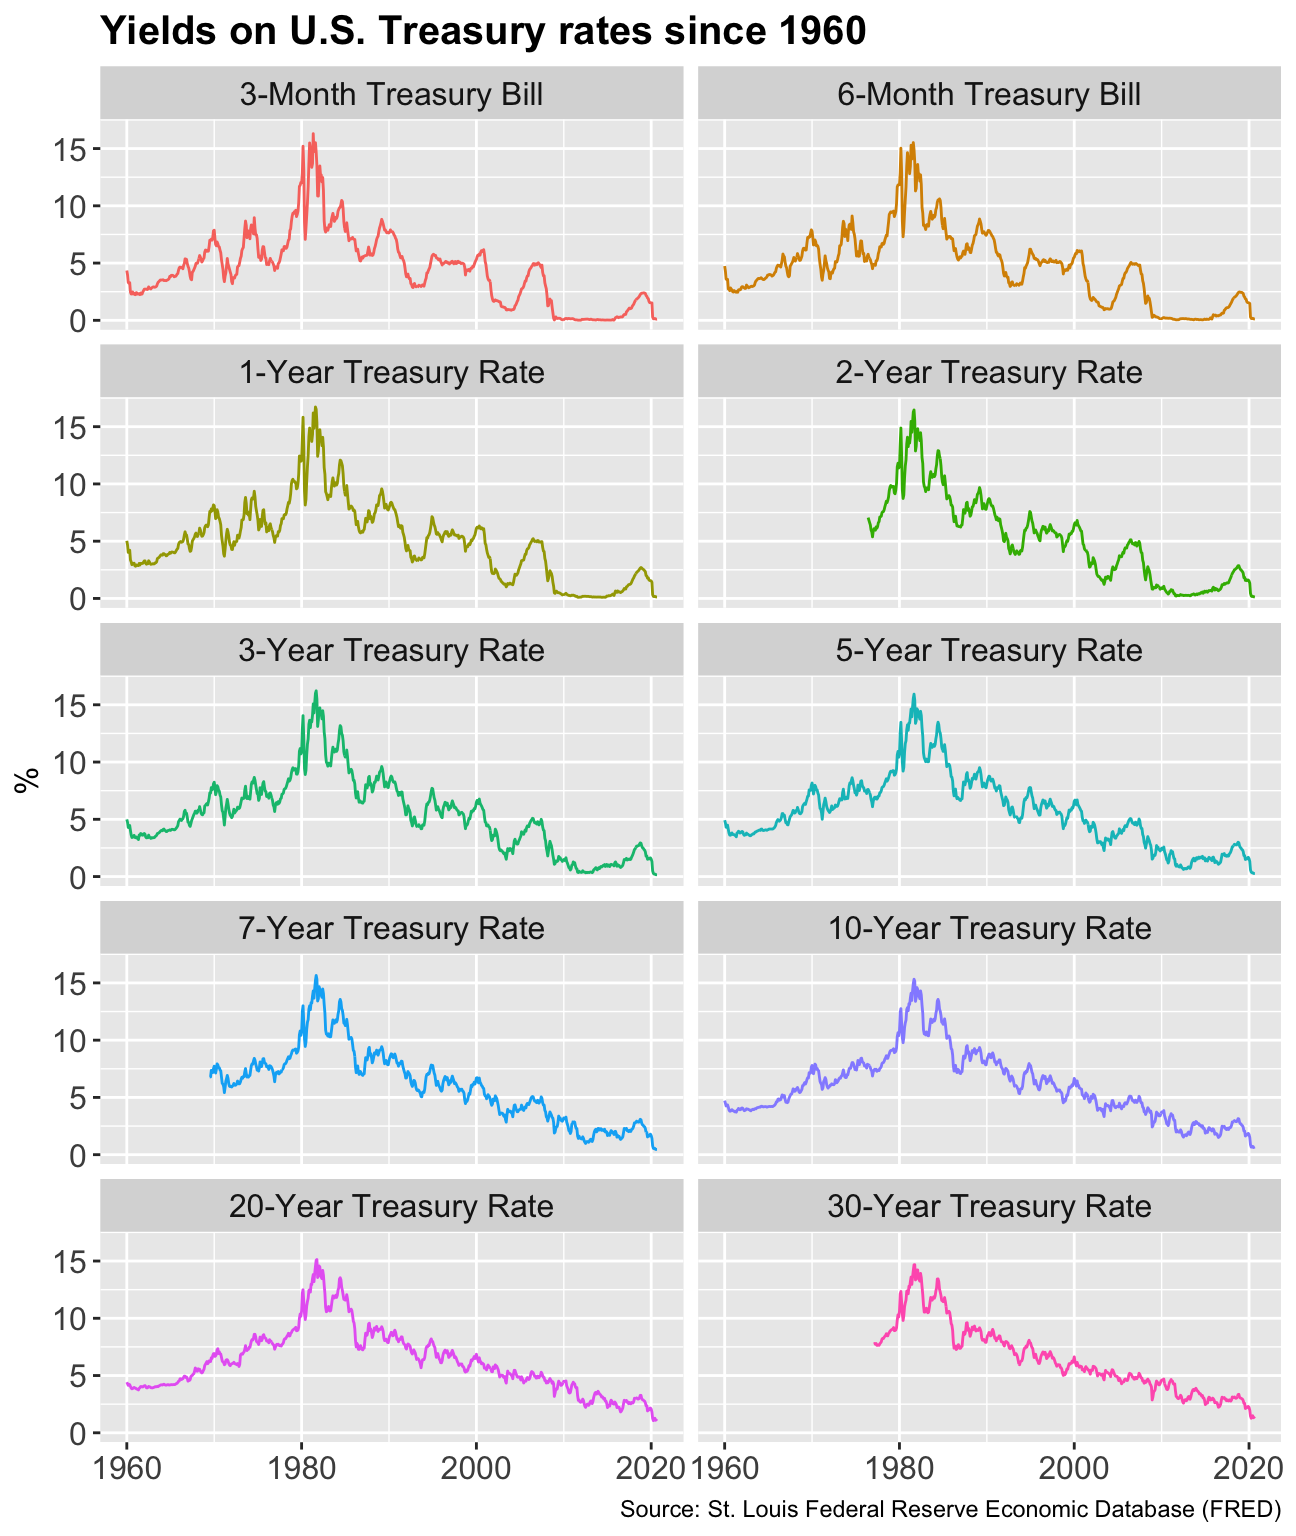 Yields on U.S. Treasury rates since 1960
3-Month Treasury Bill
6-Month Treasury Bill
15
10
5
0
1-Year Treasury Rate
2-Year Treasury Rate
15
10
5
0
3-Year Treasury Rate
5-Year Treasury Rate
15
10
5
0
%
7-Year Treasury Rate
10-Year Treasury Rate
15
10
5
0
20-Year Treasury Rate
30-Year Treasury Rate
15
10
5
0
1960 1980 2000 2020 1960 1980 2000 2020
Source: St. Louis Federal Reserve Economic Database (FRED)